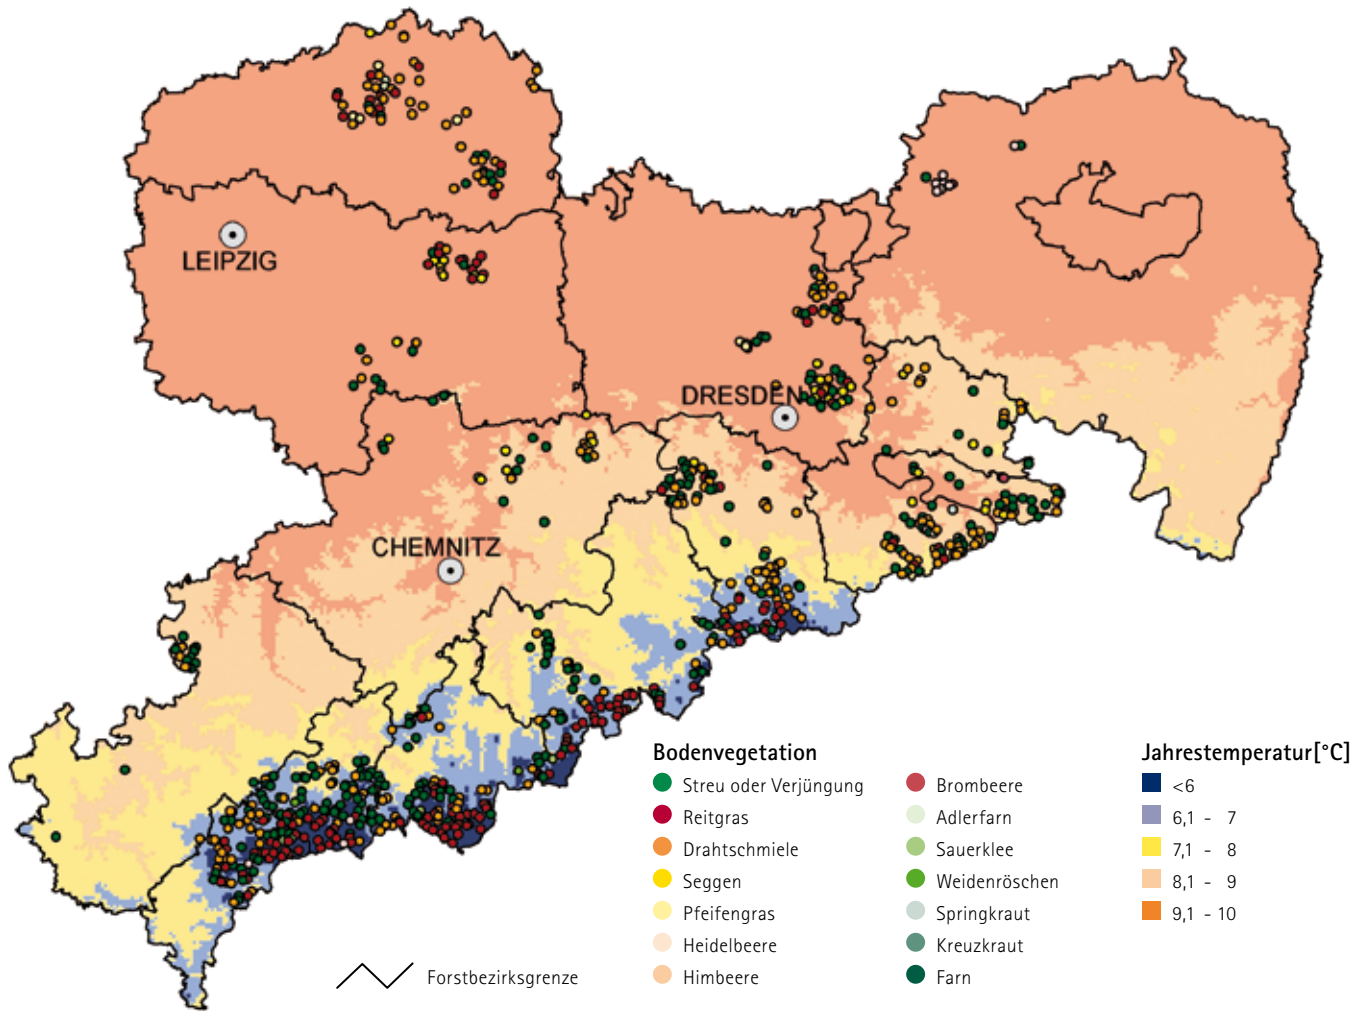 LEIPZIG
DRESDEN
CHEMNITZ
Bodenvegetation
Streu oder Verjüngung
Reitgras
Drahtschmiele
Seggen
Pfeifengras
Heidelbeere
Himbeere
Brombeere
Adlerfarn
Sauerklee
Weidenröschen
Springkraut
Kreuzkraut
Farn
Jahrestemperatur[°C]
<6
6,1 - 7
7,1 - 8
8,1 - 9
9,1 - 10
Forstbezirksgrenze